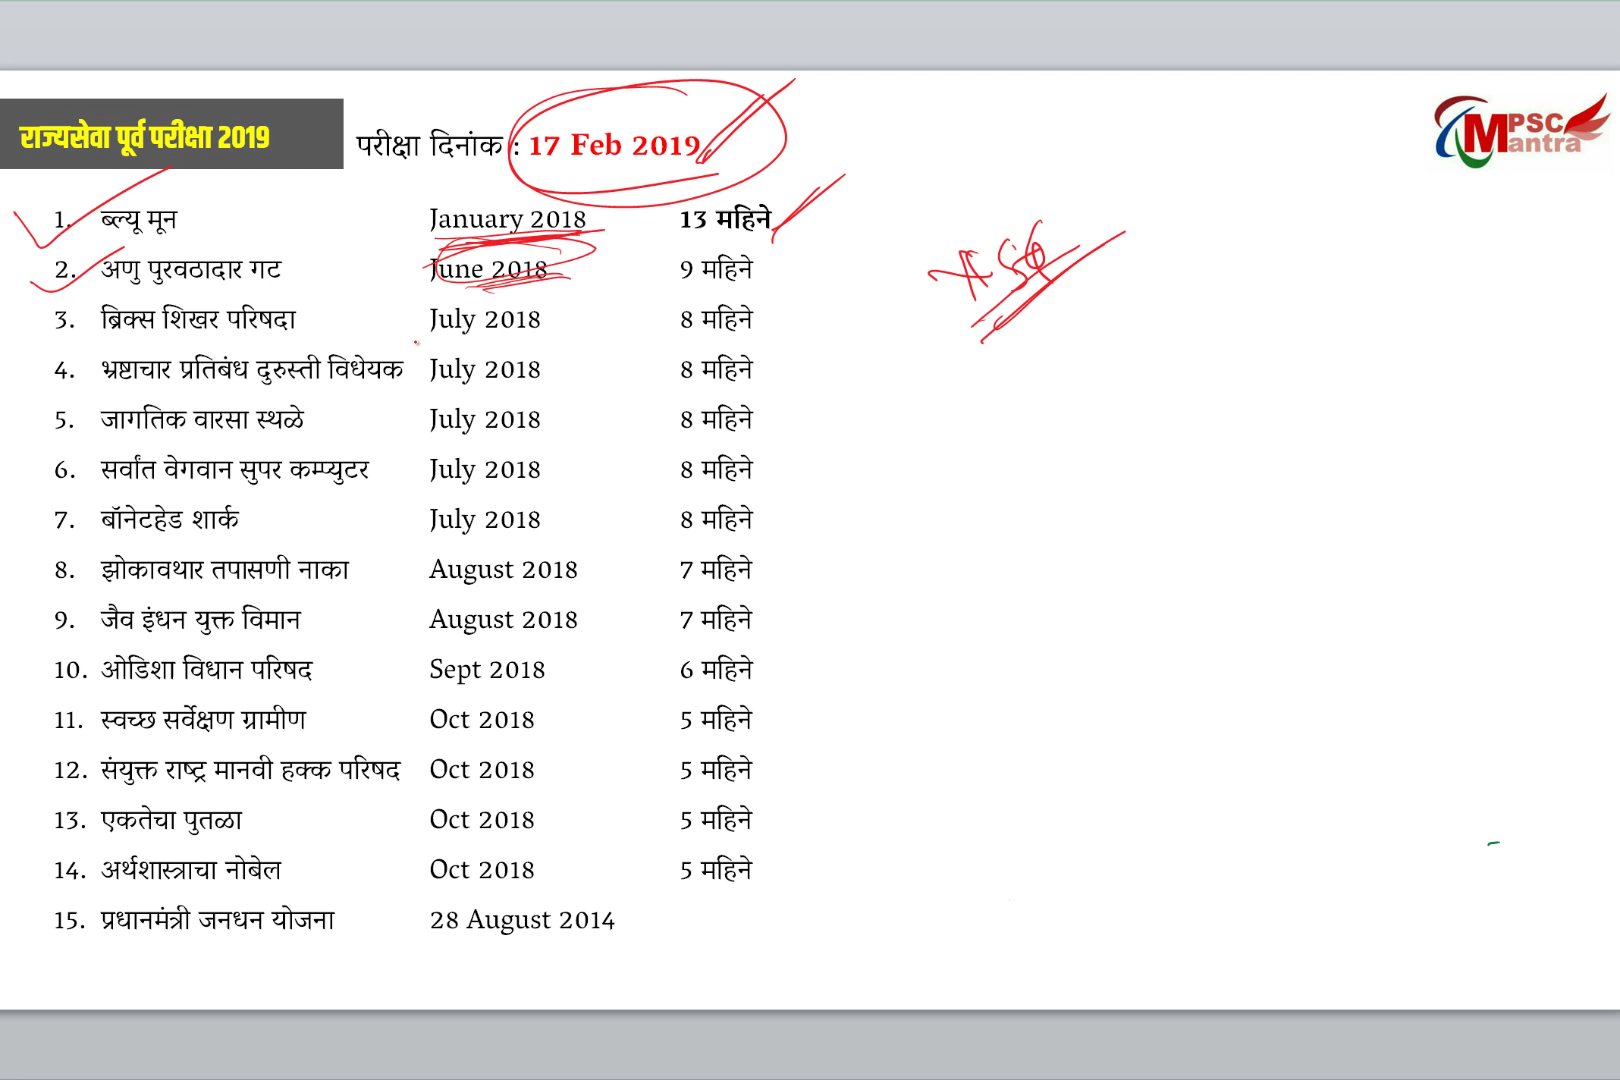 राज्यसेवा पूर्व परीक्षा 2019
परीक्षा दिनांक : 17 Feb 2019
MPSC Mantra
1. ब्ल्यू मून January 2018 13 महिने
2. अणु पुरवठादार गट June 2018 9 महिने
3. ब्रिक्स शिखर परिषदा July 2018 8 महिने
4. भ्रष्टाचार प्रतिबंध दुरुस्ती विधेयक July 2018 8 महिने
5. जागतिक वारसा स्थळे July 2018 8 महिने
6. सर्वांत वेगवान सुपर कम्प्युटर July 2018 8 महिने
7. बॉनेटहेड शार्क July 2018 8 महिने
8. झोकावथार तपासणी नाका August 2018 7 महिने
9. जैव इंधन युक्त विमान August 2018 7 महिने
10. ओडिशा विधान परिषद Sept 2018 6 महिने
11. स्वच्छ सर्वेक्षण ग्रामीण Oct 2018 5 महिने
12. संयुक्त राष्ट्र मानवी हक्क परिषद Oct 2018 5 महिने
13. एकतेचा पुतळा Oct 2018 5 महिने
14. अर्थशास्त्राचा नोबेल Oct 2018 5 महिने
15. प्रधानमंत्री जनधन योजना 28 August 2014